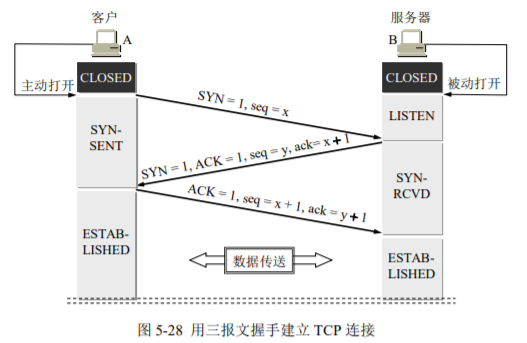 客户
服务器
A
B
CLOSED
CLOSED
主动打开
被动打开
SYN = 1, seq = x
LISTEN
SYN-
SENT
SYN = 1, ACK = 1, seq = y, ack= x + 1
SYN-
RCVD
ACK = 1, seq = x + 1, ack = y + 1
ESTAB-
LISHED
数据传送
ESTAB-
LISHED
图 5-28 用三报文握手建立 TCP 连接